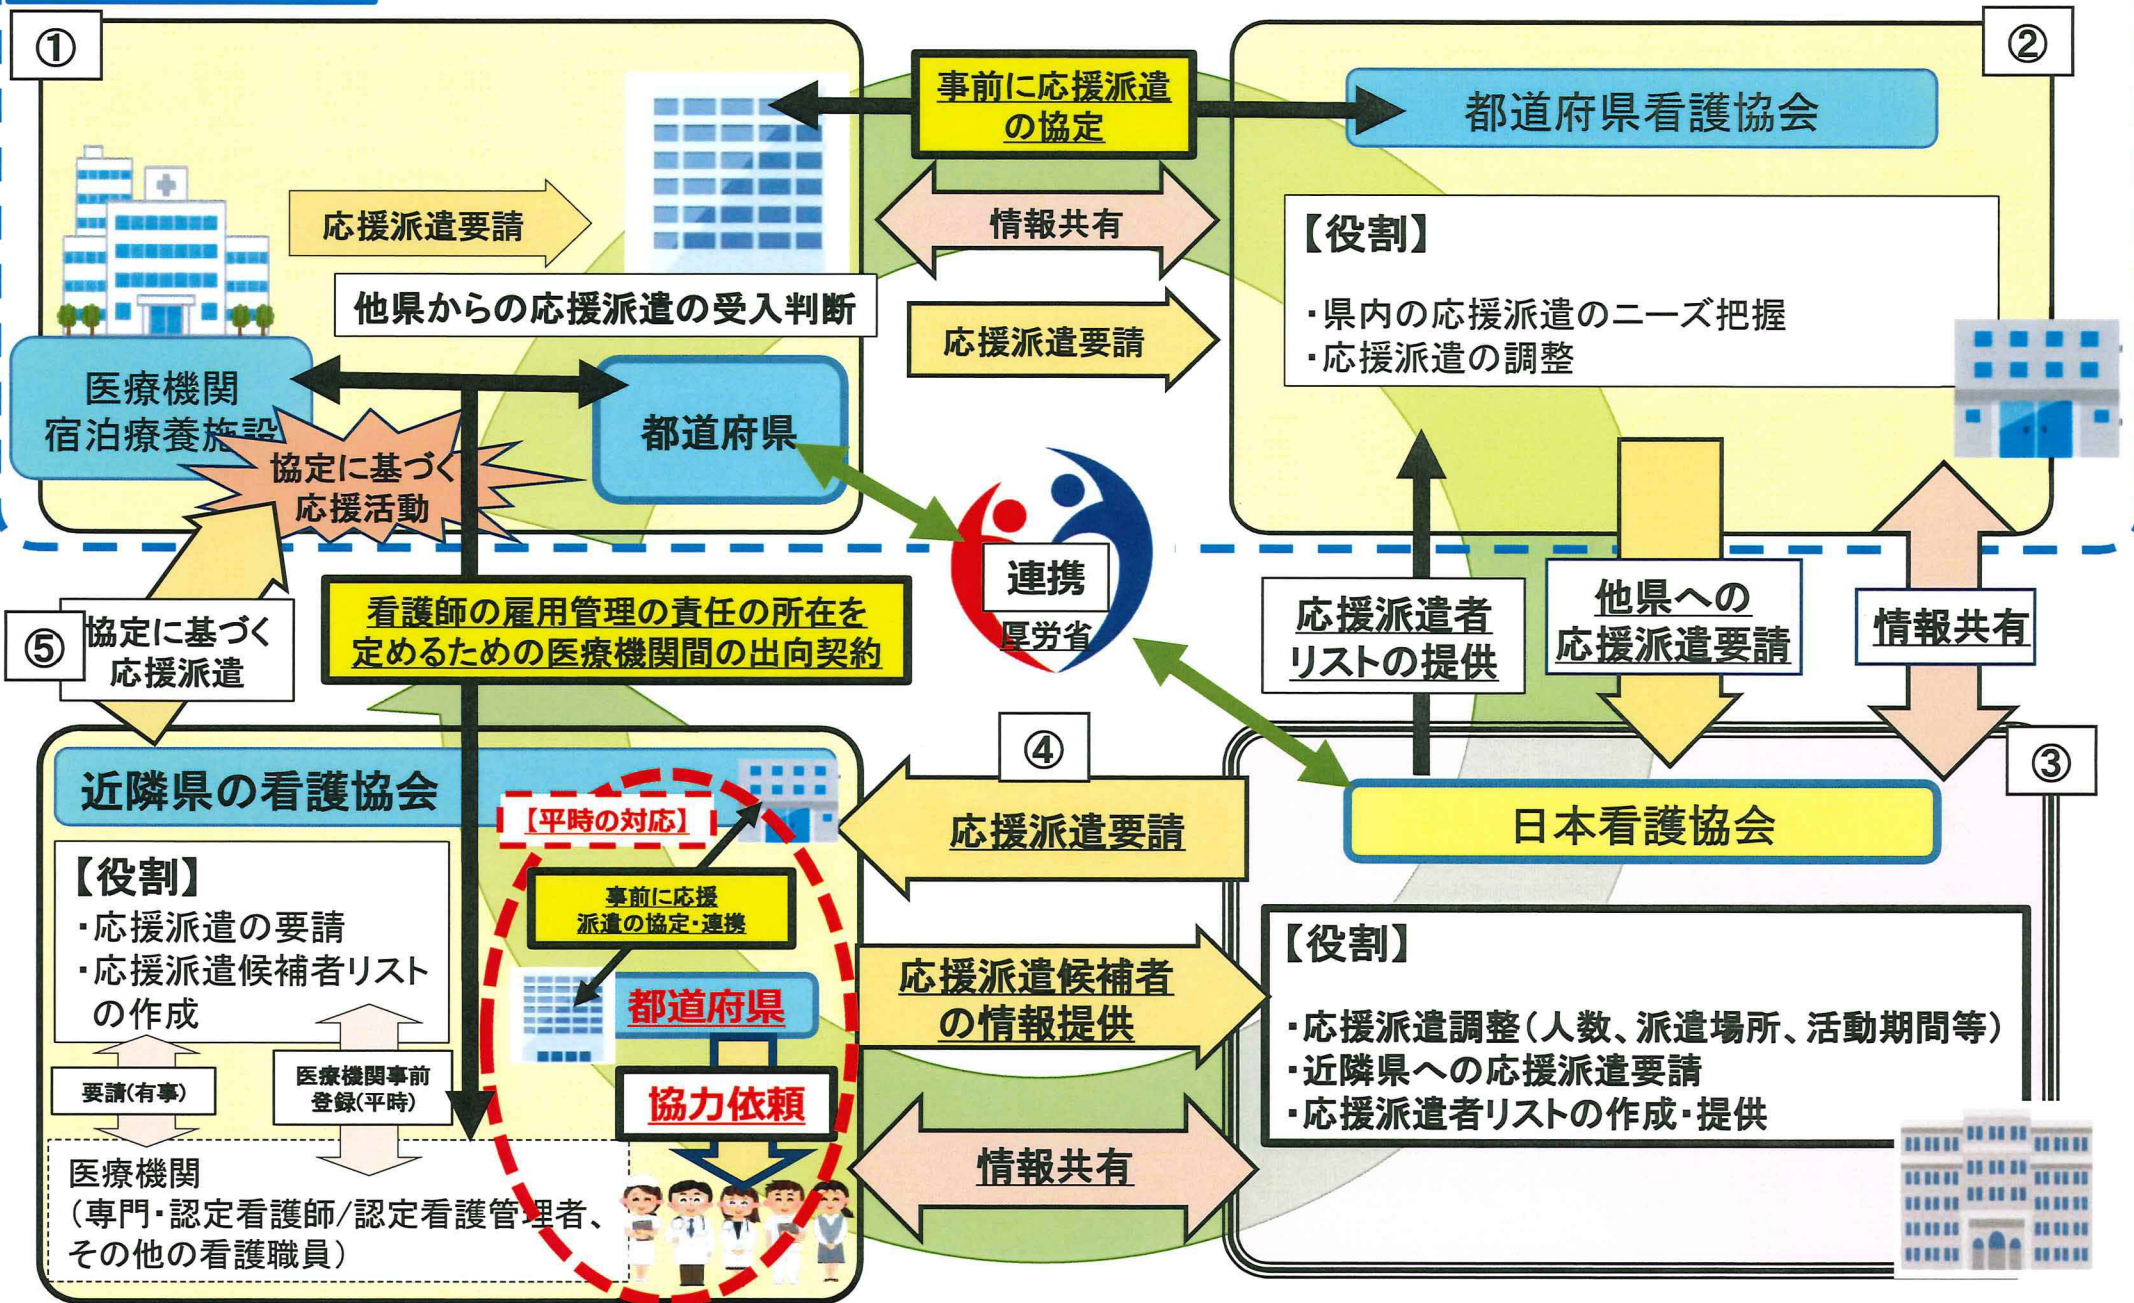 ①
応援派遣要請
他県からの応援派遣の受入判断
医療機関
宿泊療養施設
都道府県
協定に基づく
応援活動
事前に応援派遣
の協定
情報共有
応援派遣要請
②
都道府県看護協会
【役割】
・県内の応援派遣のニーズ把握
・応援派遣の調整
連携
厚労省
応援派遣者
リストの提供
他県への
応援派遣要請
情報共有
⑤
協定に基づく
応援派遣
看護師の雇用管理の責任の所在を
定めるための医療機関間の出向契約
③
日本看護協会
【役割】
・応援派遣調整(人数、派遣場所、活動期間等)
・近隣県への応援派遣要請
・応援派遣者リストの作成・提供
④
応援派遣要請
応援派遣候補者
の情報提供
情報共有
近隣県の看護協会
【役割】
・応援派遣の要請
・応援派遣候補者リスト
の作成
要請(有事)
医療機関事前
登録(平時)
【平時の対応】
事前に応援
派遣の協定・連携
都道府県
協力依頼
医療機関
(専門・認定看護師/認定看護管理者、
その他の看護職員)